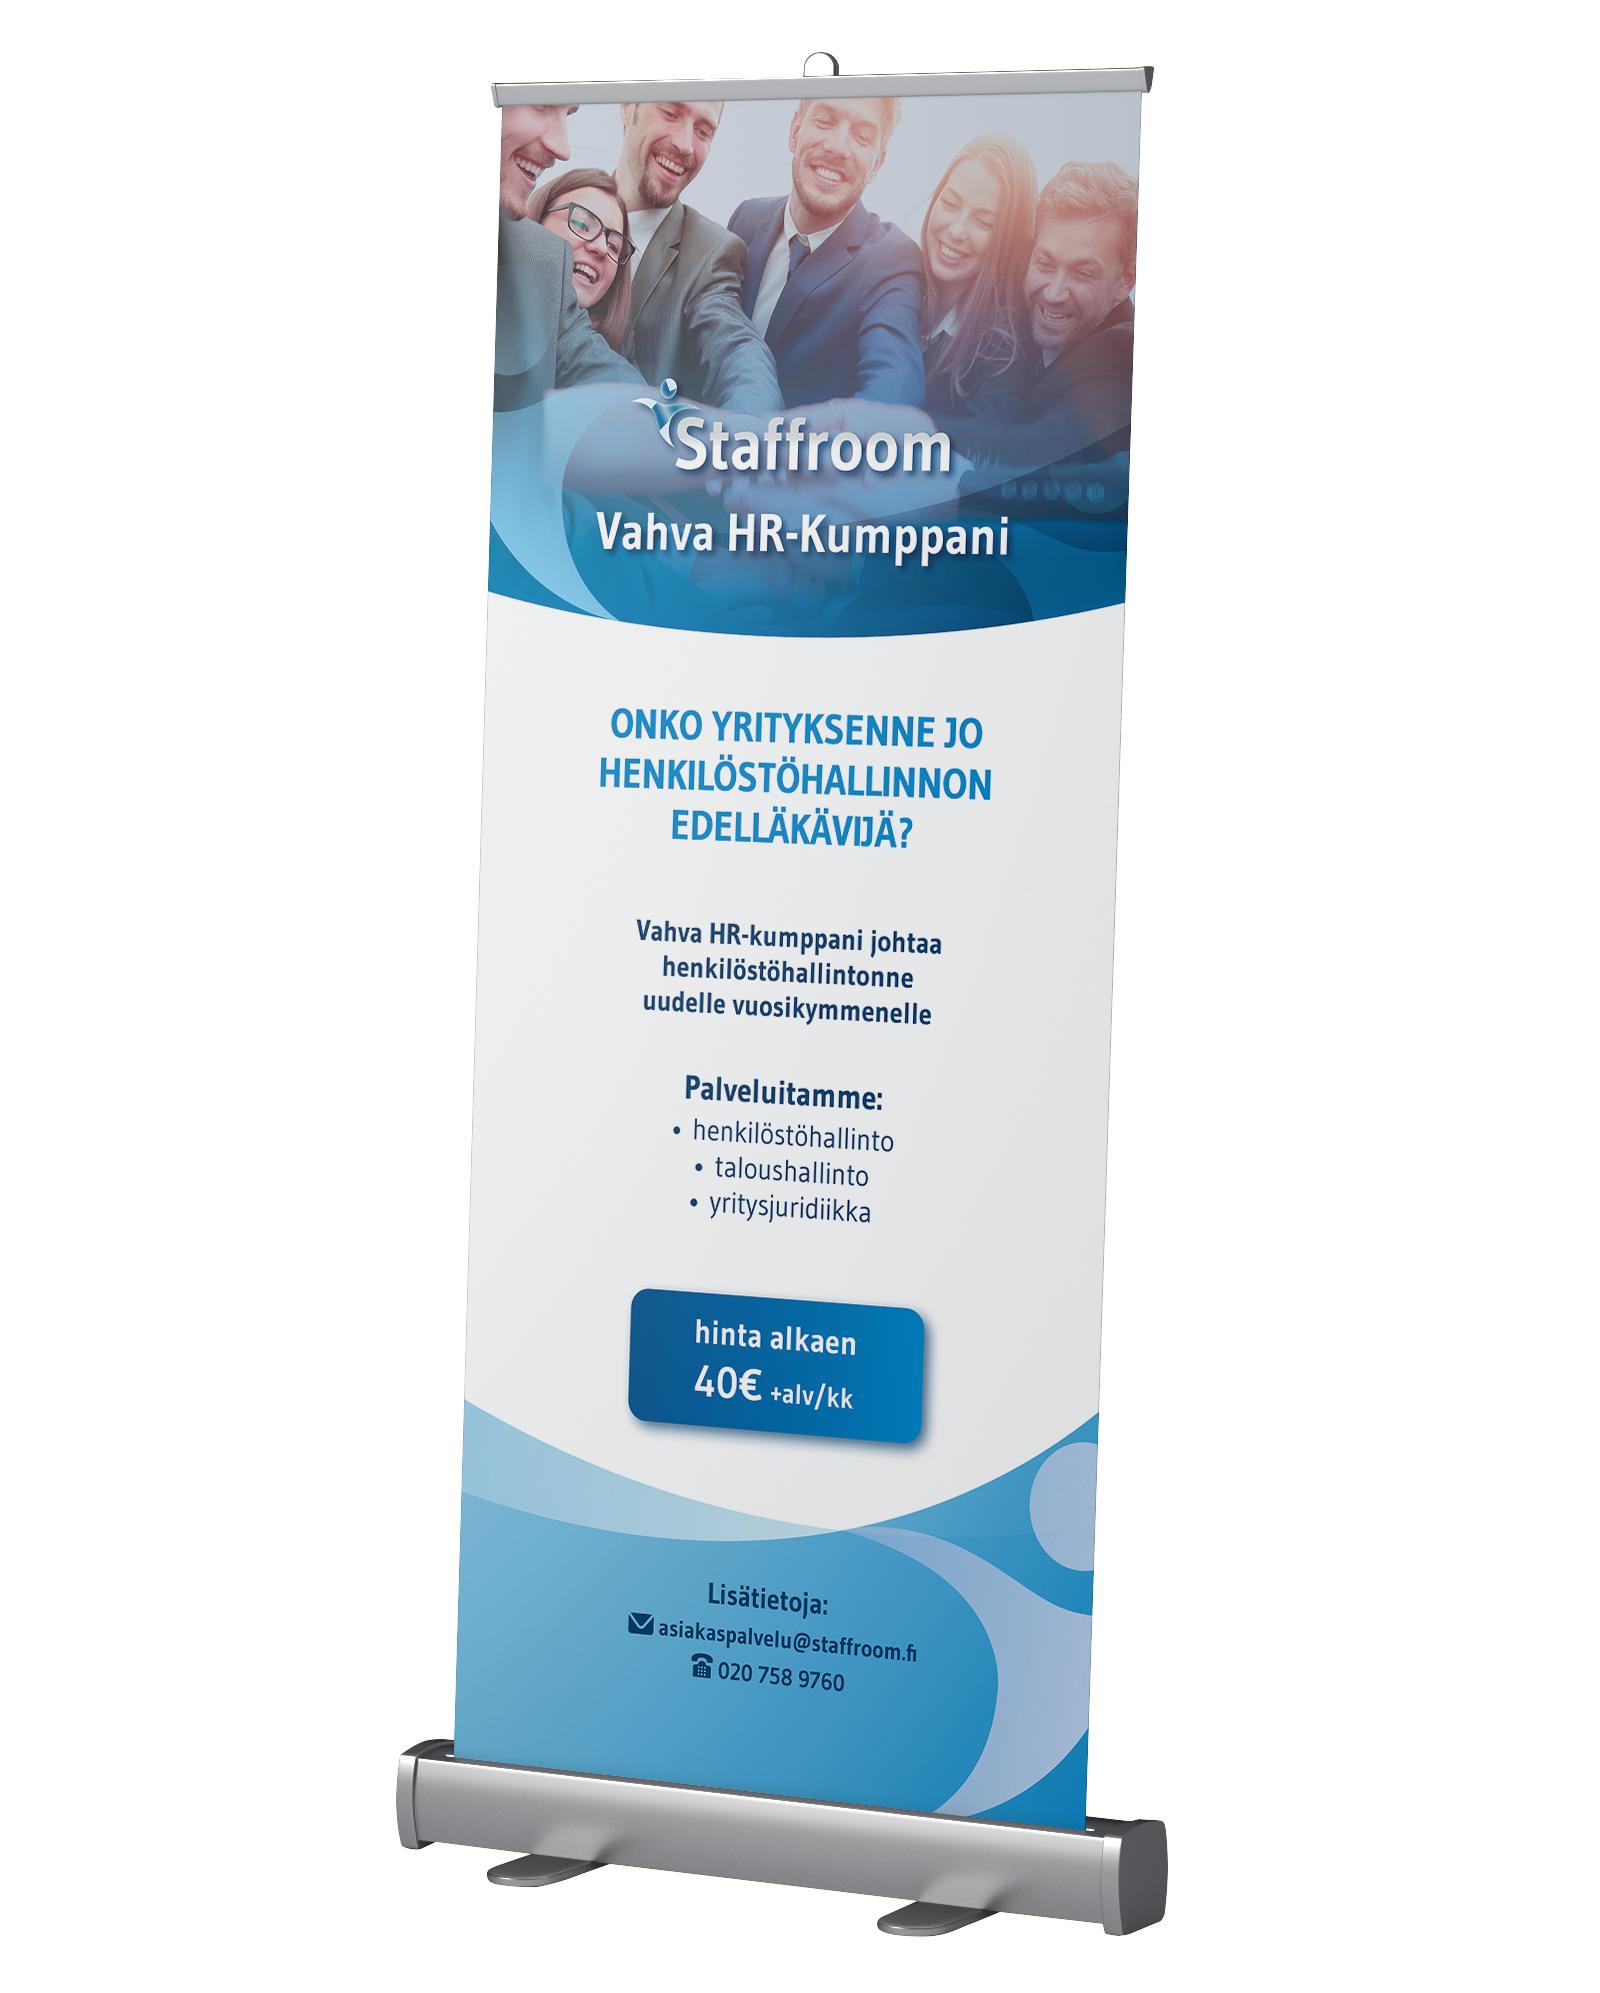 Staffroom
Vahva HR-Kumppani
ONKO YRITYKSENNE JO
HENKILÖSTÖHALLINNON
EDELLÄKÄVIJÄ?
Vahva HR-kumppani johtaa
henkilöstöhallintonne
uudelle vuosikymmenelle
Palveluitamme:
• henkilöstöhallinto
• taloushallinto
• yritysjuridiikka
hinta alkaen
40€ +alv/kk
Lisätietoja:
asiakaspalvelu@staffroom.fi
020 758 9760